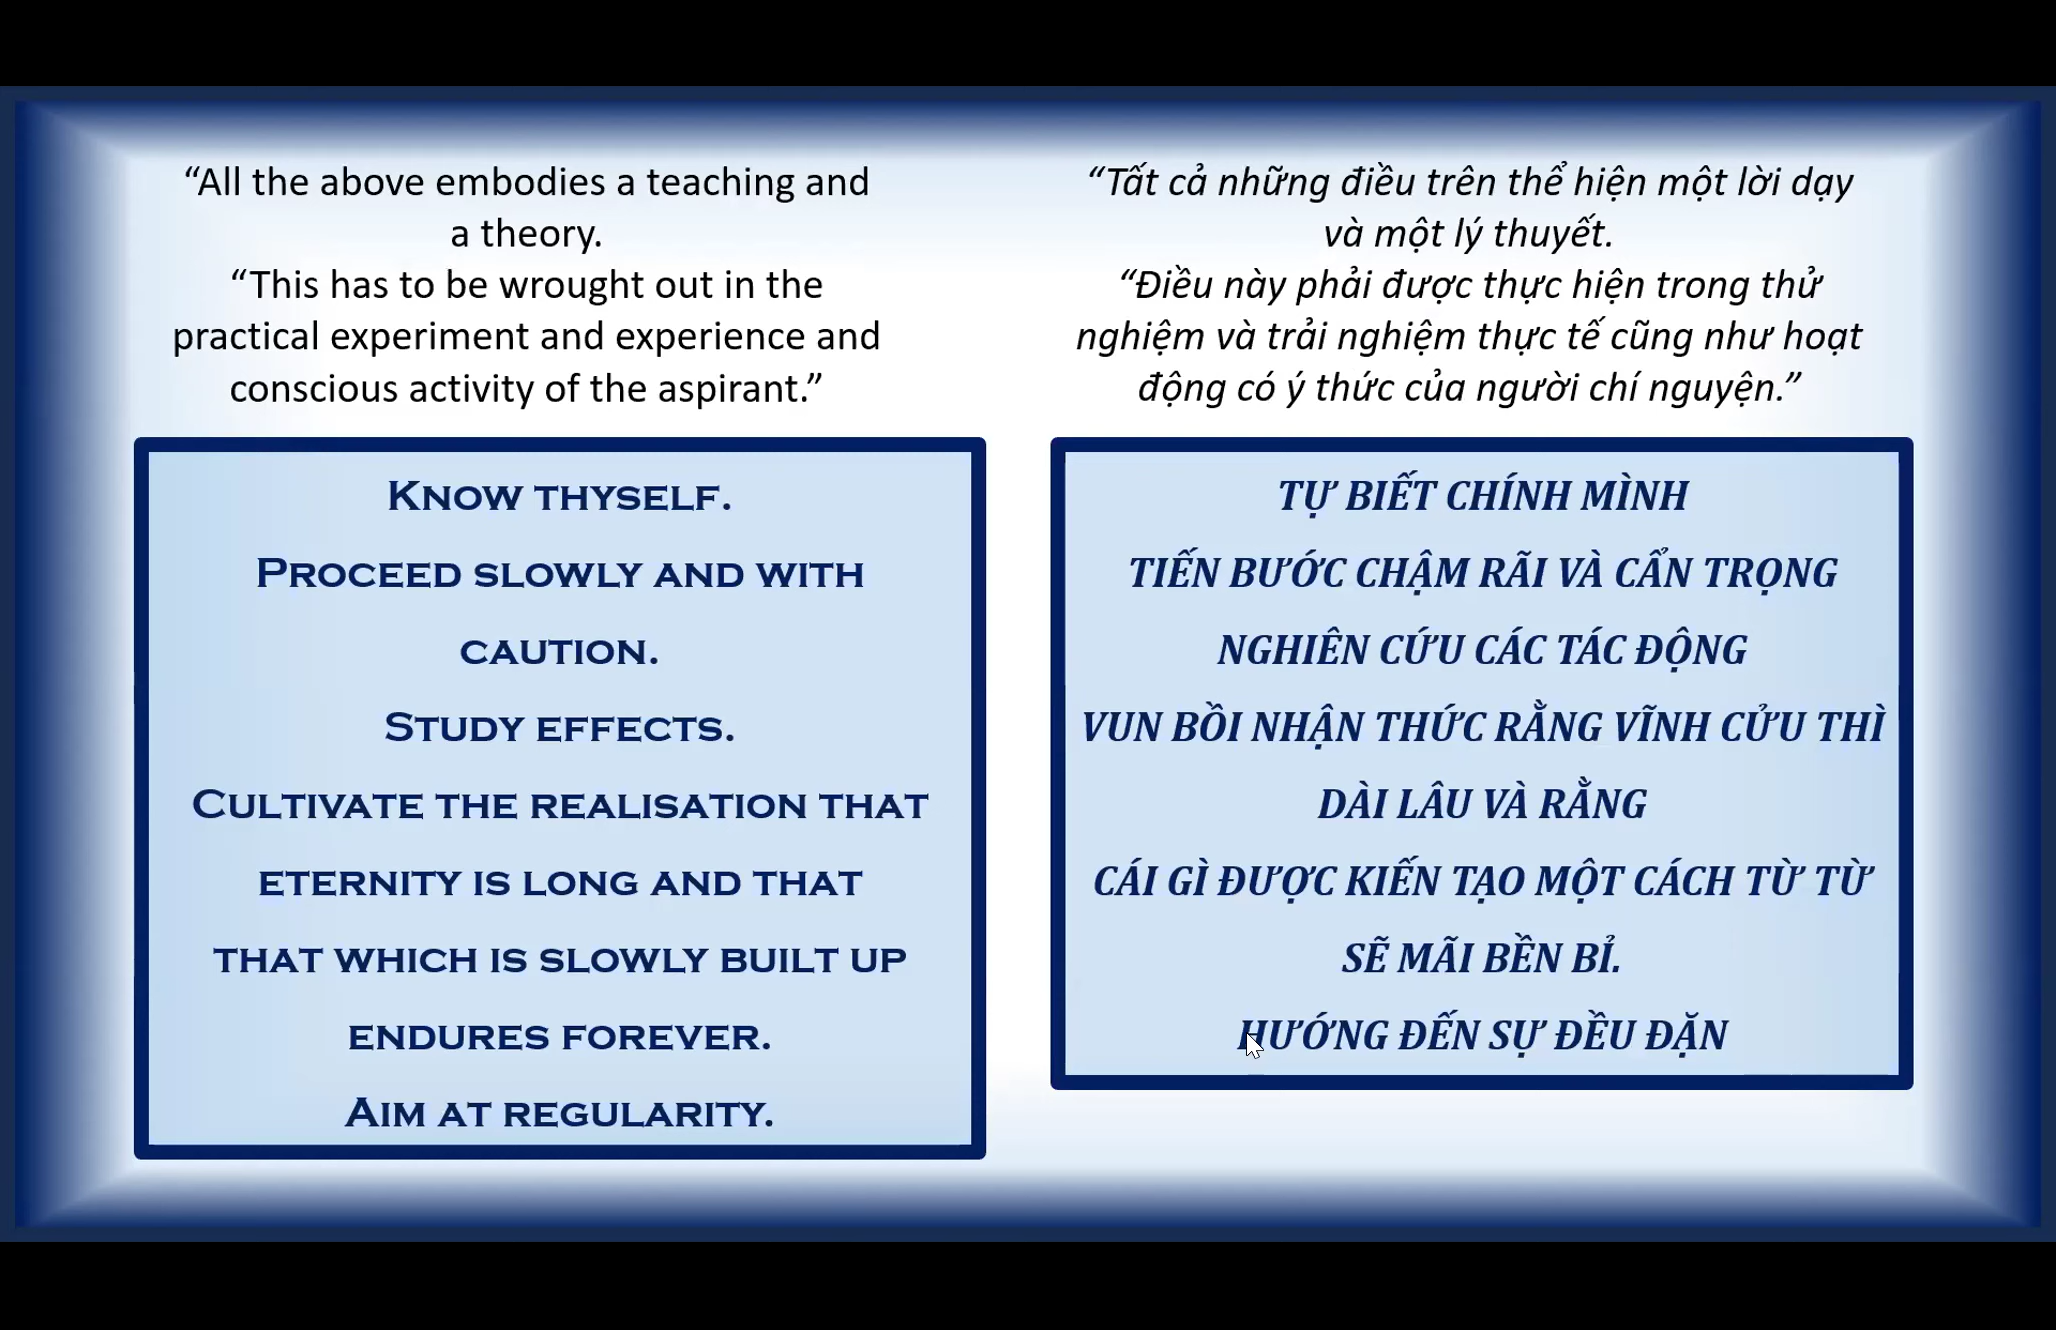 “All the above embodies a teaching and
a theory.
“This has to be wrought out in the
practical experiment and experience and
conscious activity of the aspirant.”
KNOW THYSELF.
PROCEED SLOWLY AND WITH
CAUTION.
STUDY EFFECTS.
CULTIVATE THE REALISATION THAT
ETERNITY IS LONG AND THAT
THAT WHICH IS SLOWLY BUILT UP
ENDURES FOREVER.
AIM AT REGULARITY.
“Tất cả những điều trên thể hiện một lời dạy
và một lý thuyết.
“Điều này phải được thực hiện trong thử
nghiệm và trải nghiệm thực tế cũng như hoạt
động có ý thức của người chí nguyện.”
TỰ BIẾT CHÍNH MÌNH
TIẾN BƯỚC CHẬM RÃI VÀ CẨN TRỌNG
NGHIÊN CỨU CÁC TÁC ĐỘNG
VUN BỒI NHẬN THỨC RẰNG VĨNH CỬU THÌ
DÀI LÂU VÀ RẰNG
CÁI GÌ ĐƯỢC KIẾN TẠO MỘT CÁCH TỪ TỪ
SẼ MÃI BỀN BỈ.
HƯỚNG ĐẾN SỰ ĐỀU ĐẶN